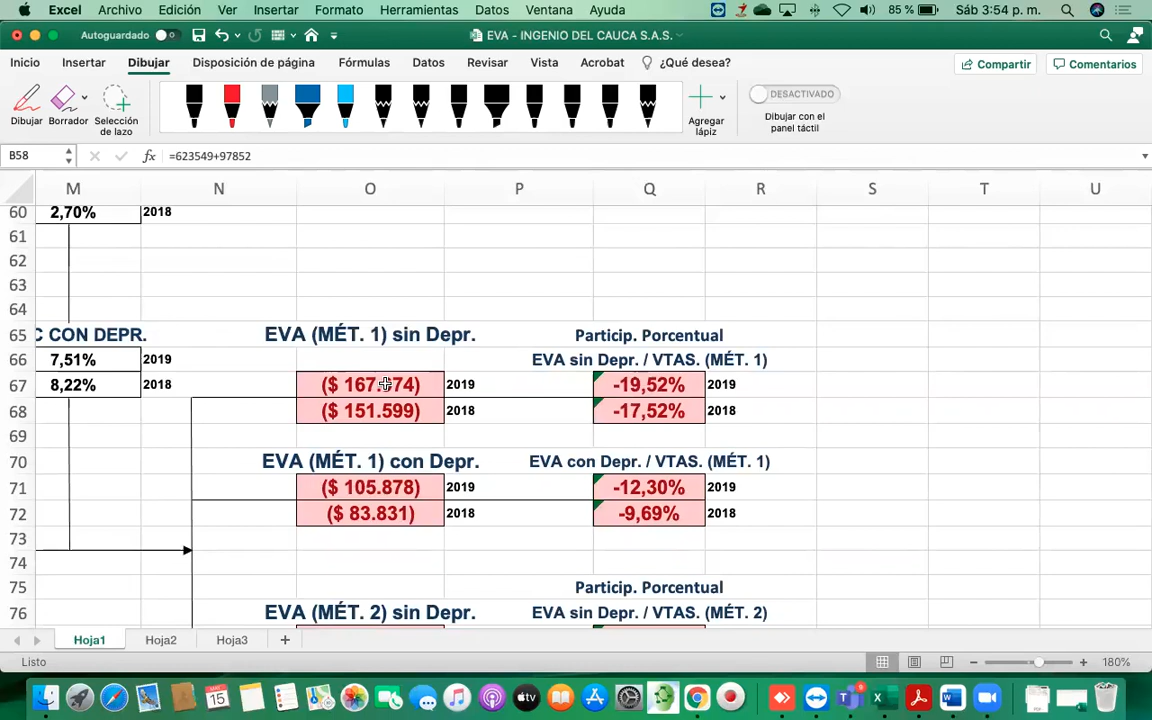 Excel Archivo Edición Ver Insertar Formato Herramientas Datos Ventana Ayuda 85 % Sáb 3:54 p. m.
Autoguardado EVA - INGENIO DEL CAUCA S.A.S.
Inicio Insertar Dibujar Disposición de página Fórmulas Datos Revisar Vista Acrobat ¿Qué desea? Compartir Comentarios
Dibujar Borrador Selección de lazo Agregar lápiz DESACTIVADO Dibujar con el panel táctil
B58 fx =623549+97852
M N O P Q R S T U
60 2,70% 2018
61
62
63
64
65 C CON DEPR. EVA (MÉT. 1) sin Depr. Particip. Porcentual
66 7,51% 2019 EVA sin Depr. / VTAS. (MÉT. 1)
67 8,22% 2018 2019 -19,52% 2019
68 ($ 151.599) 2018 -17,52% 2018
69
70 EVA (MÉT. 1) con Depr. EVA con Depr. / VTAS. (MÉT. 1)
71 ($ 105.878) 2019 -12,30% 2019
72 ($ 83.831) 2018 -9,69% 2018
73
74
75 Particip. Porcentual
76 EVA (MÉT. 2) sin Depr. EVA sin Depr. / VTAS. (MÉT. 2)
Hoja1 Hoja2 Hoja3
Listo 180%